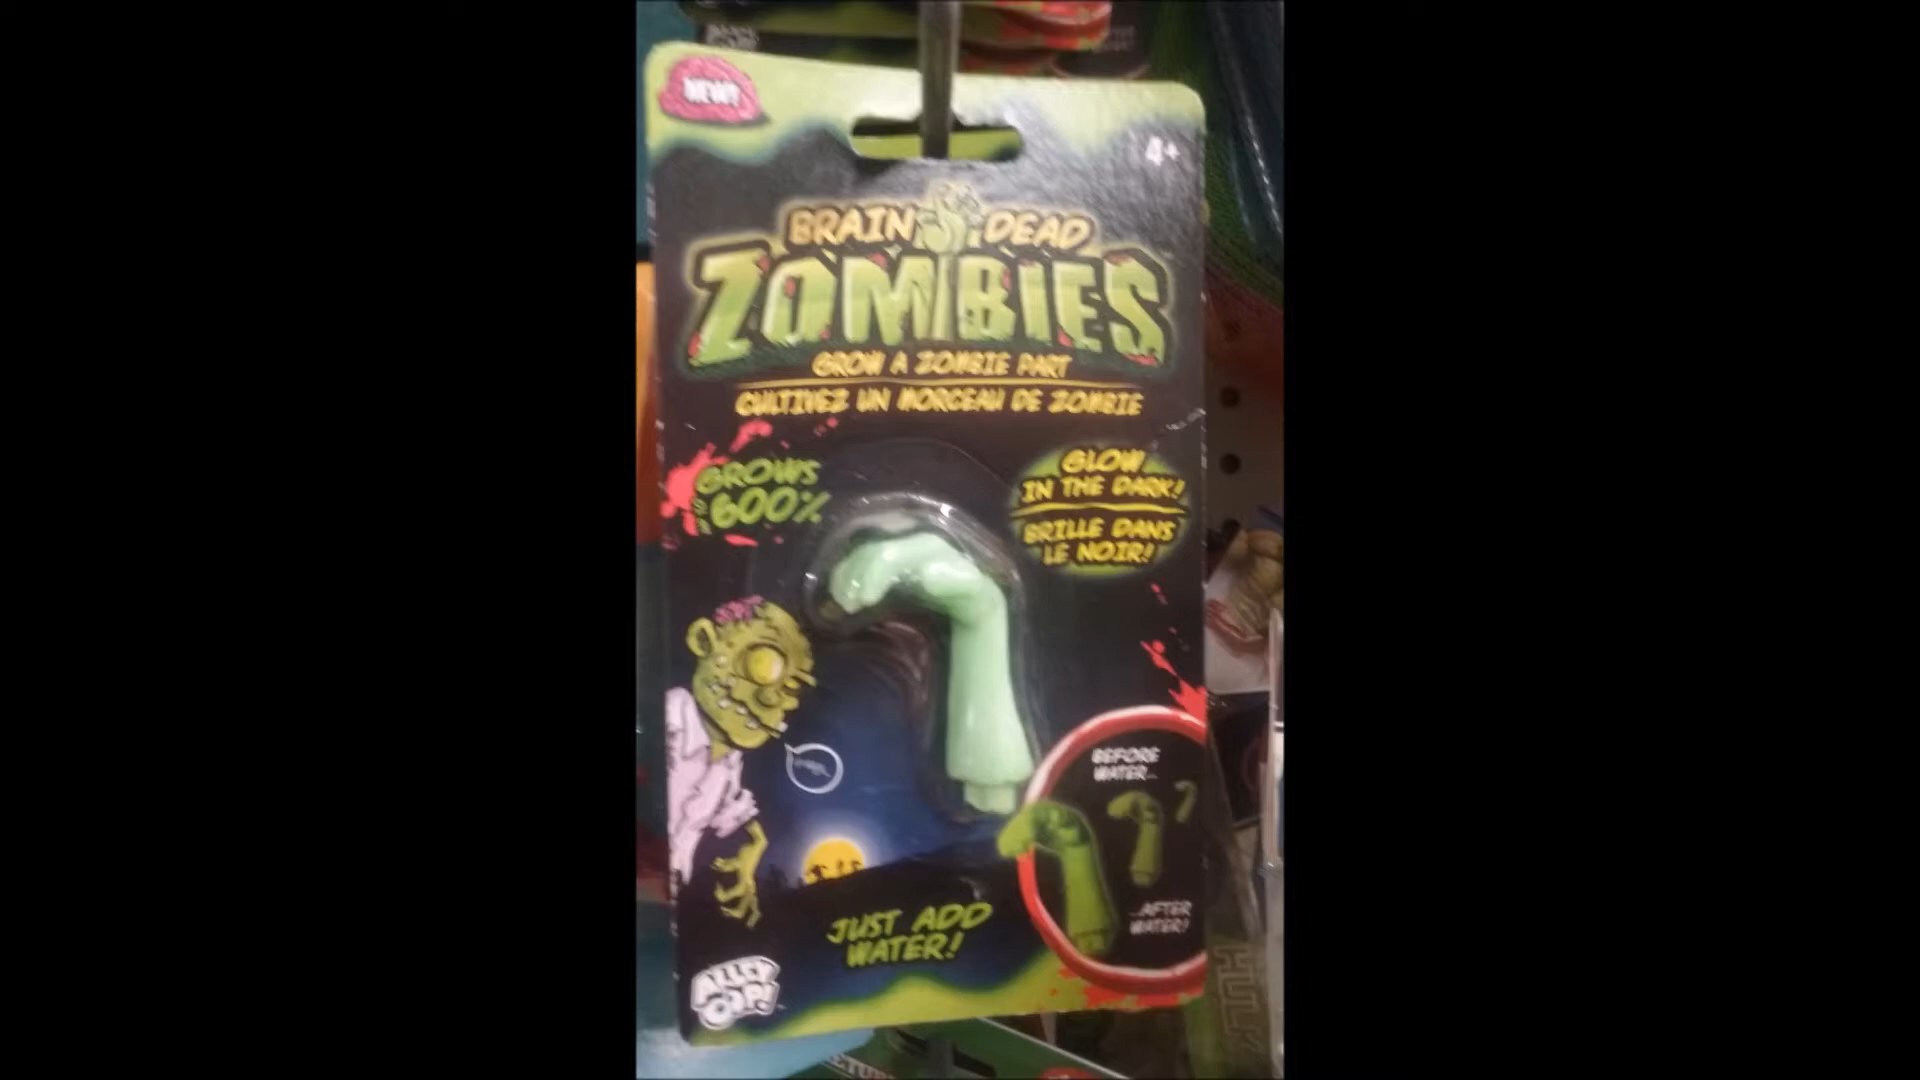 NEW!
4+
BRAIN DEAD
ZOMBIES
GROW A ZOMBIE PART
CULTIVEZ UN MORCEAU DE ZOMBIE
GROWS
600%
GLOW
IN THE DARK!
BRILLE DANS
LE NOIR!
BEFORE
WATER...
...AFTER
WATER!
JUST ADD
WATER!
ALLEY
OOP!
HULK